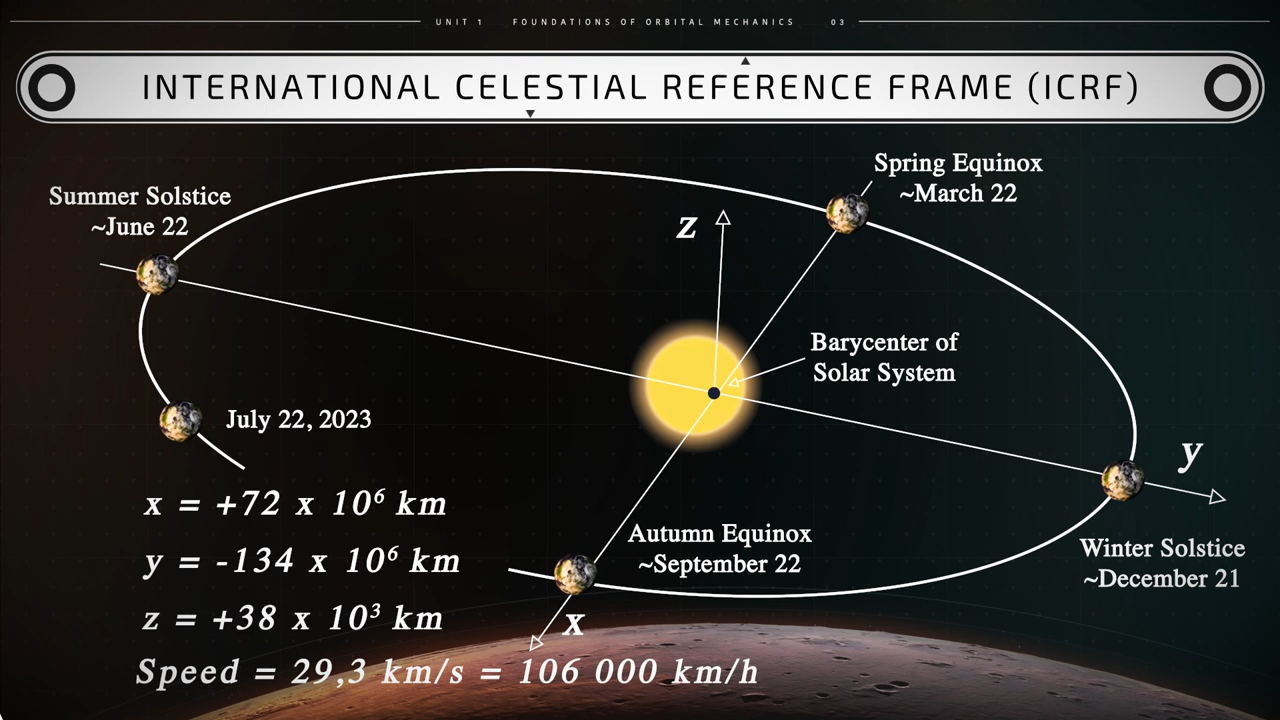 UNIT 1 FOUNDATIONS OF ORBITAL MECHANICS 03
INTERNATIONAL CELESTIAL REFERENCE FRAME (ICRF)
Spring Equinox
~March 22
Summer Solstice
~June 22
z
Barycenter of
Solar System
July 22, 2023
y
x = +72 x 10⁶ km
y = -134 x 10⁶ km
z = +38 x 10³ km
Autumn Equinox
~September 22
Winter Solstice
~December 21
x
Speed = 29,3 km/s = 106 000 km/h